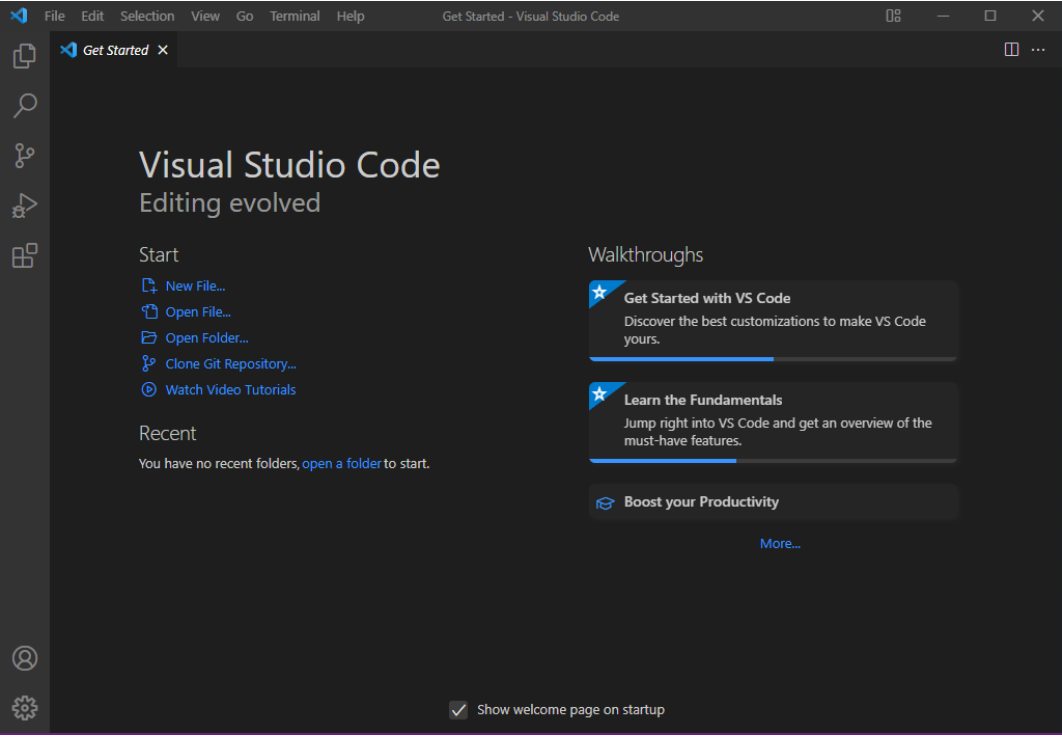 File Edit Selection View Go Terminal Help Get Started - Visual Studio Code
Get Started
Visual Studio Code
Editing evolved
Start
New File...
Open File...
Open Folder...
Clone Git Repository...
Watch Video Tutorials
Recent
You have no recent folders, open a folder to start.
Walkthroughs
Get Started with VS Code
Discover the best customizations to make VS Code
yours.
Learn the Fundamentals
Jump right into VS Code and get an overview of the
must-have features.
Boost your Productivity
More...
Show welcome page on startup